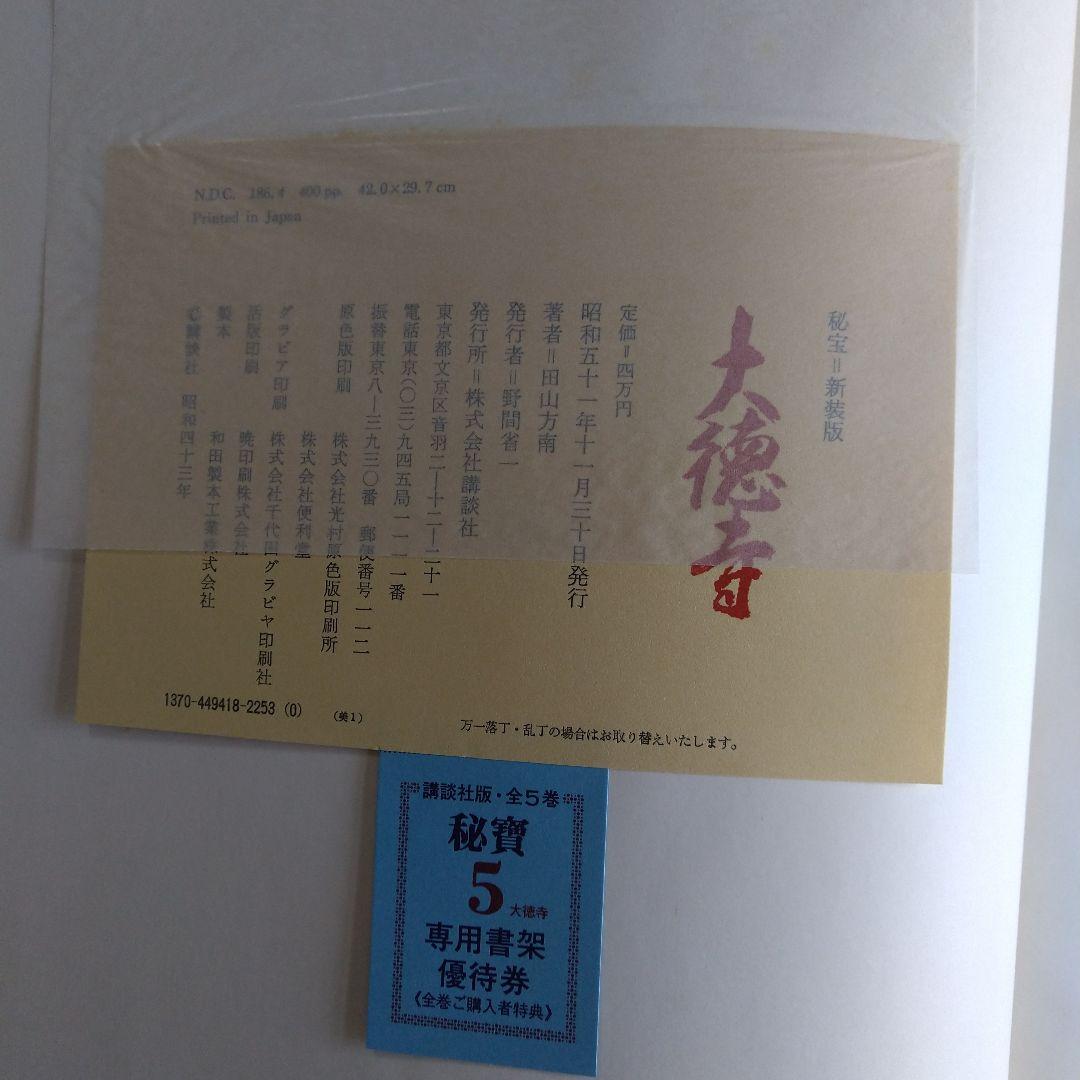 N.D.C. 186.4 400 pp. 42.0×29.7 cm
Printed in Japan
秘宝=新装版
大徳寺
定価=四万円
昭和五十一年十一月三十日発行
著者=田山方南
発行者=野間省一
発行所=株式会社講談社
東京都文京区音羽二—十二—二十一
電話東京(〇三)九四五局一一一一番
振替東京八—三九三〇番 郵便番号一一二
原色版印刷 株式会社光村原色版印刷所
株式会社便利堂
グラビア印刷 株式会社千代田グラビヤ印刷社
活版印刷 暁印刷株式会社
製本 和田製本工業株式会社
©講談社 昭和四十三年
1370-449418-2253 (0) (美1)
万一落丁・乱丁の場合はお取り替えいたします。
講談社版・全5巻
秘寶
5 大徳寺
専用書架
優待券
《全巻ご購入者特典》